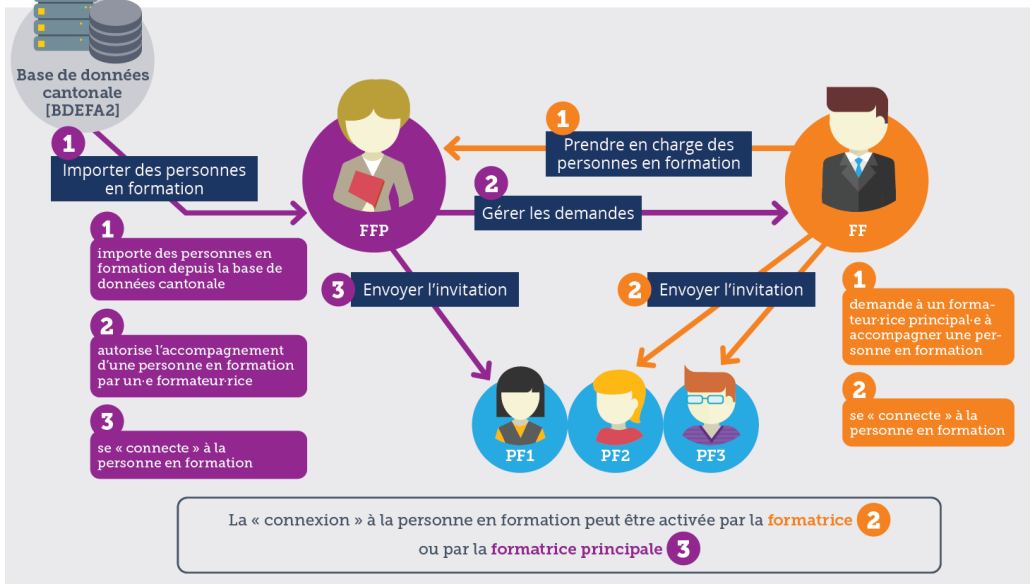 Base de données
cantonale
[BDEFA2]
1
Importer des personnes
en formation
FFP
1
Prendre en charge des
personnes en formation
2
Gérer les demandes
FF
1
importe des personnes en
formation depuis la base de
données cantonale
2
autorise l’accompagnement
d’une personne en formation
par un·e formateur·rice
3
se « connecte » à la
personne en formation
3 Envoyer l’invitation
2 Envoyer l’invitation
1
demande à un forma-
teur·rice principal·e à
accompagner une per-
sonne en formation
2
se « connecte » à la
personne en formation
PF1
PF2
PF3
La « connexion » à la personne en formation peut être activée par la formatrice 2
ou par la formatrice principale 3